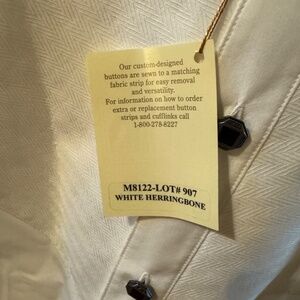 Our custom-designed
buttons are sewn to a matching
fabric strip for easy removal
and versatility.
For information on how to order
extra or replacement button
strips and cufflinks call
1-800-278-8227
M8122-LOT# 907
WHITE HERRINGBONE